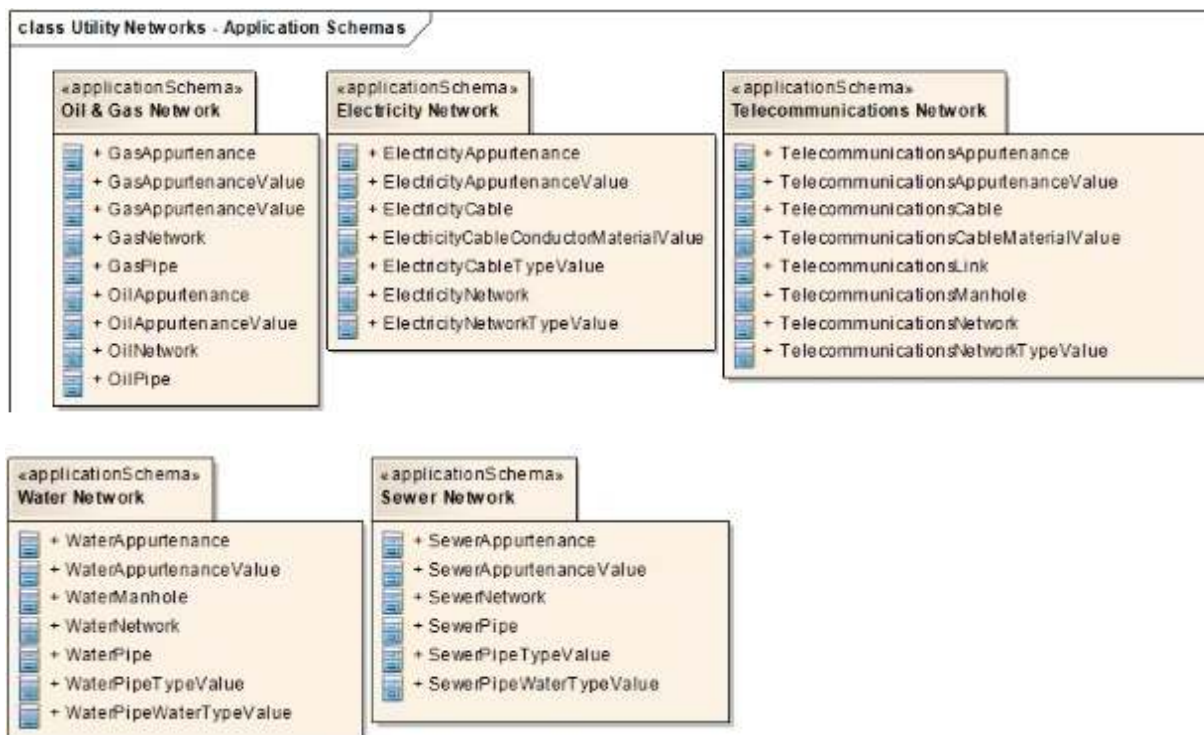 class Utility Networks - Application Schemas
«applicationSchema»
Oil & Gas Network
+ GasAppurtenance
+ GasAppurtenanceValue
+ GasAppurtenanceValue
+ GasNetwork
+ GasPipe
+ OilAppurtenance
+ OilAppurtenanceValue
+ OilNetwork
+ OilPipe
«applicationSchema»
Electricity Network
+ ElectricityAppurtenance
+ ElectricityAppurtenanceValue
+ ElectricityCable
+ ElectricityCableConductorMaterialValue
+ ElectricityCableTypeValue
+ ElectricityNetwork
+ ElectricityNetworkTypeValue
«applicationSchema»
Telecommunications Network
+ TelecommunicationsAppurtenance
+ TelecommunicationsAppurtenanceValue
+ TelecommunicationsCable
+ TelecommunicationsCableMaterialValue
+ TelecommunicationsLink
+ TelecommunicationsManhole
+ TelecommunicationsNetwork
+ TelecommunicationsNetworkTypeValue
«applicationSchema»
Water Network
+ WaterAppurtenance
+ WaterAppurtenanceValue
+ WaterManhole
+ WaterNetwork
+ WaterPipe
+ WaterPipeTypeValue
+ WaterPipeWaterTypeValue
«applicationSchema»
Sewer Network
+ SewerAppurtenance
+ SewerAppurtenanceValue
+ SewerNetwork
+ SewerPipe
+ SewerPipeTypeValue
+ SewerPipeWaterTypeValue